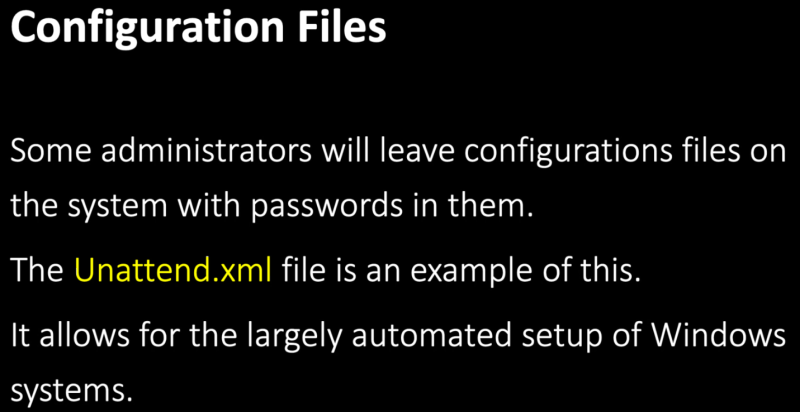 Configuration Files
Some administrators will leave configurations files on
the system with passwords in them.
The Unattend.xml file is an example of this.
It allows for the largely automated setup of Windows
systems.